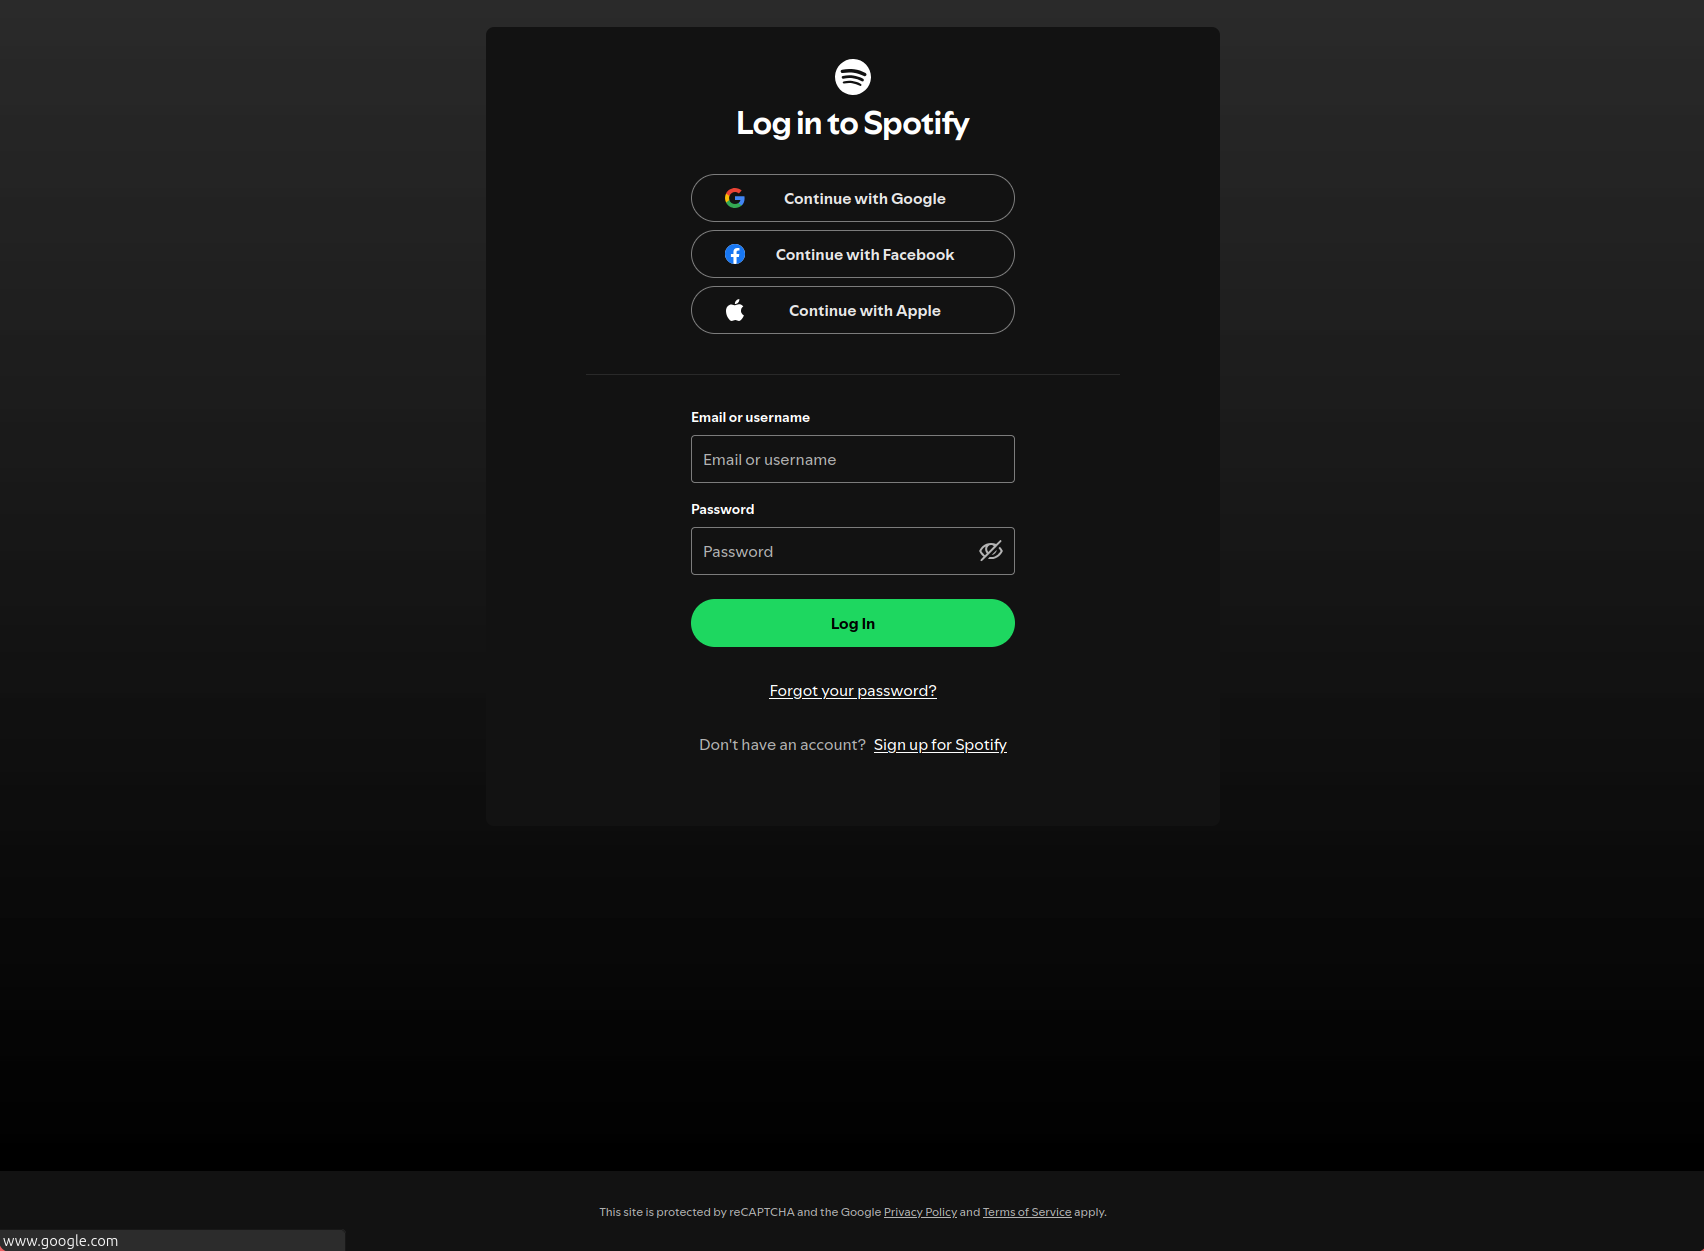 Log in to Spotify
Continue with Google
Continue with Facebook
Continue with Apple
Email or username
Email or username
Password
Password
Log In
Forgot your password?
Don't have an account? Sign up for Spotify
This site is protected by reCAPTCHA and the Google Privacy Policy and Terms of Service apply.
www.google.com